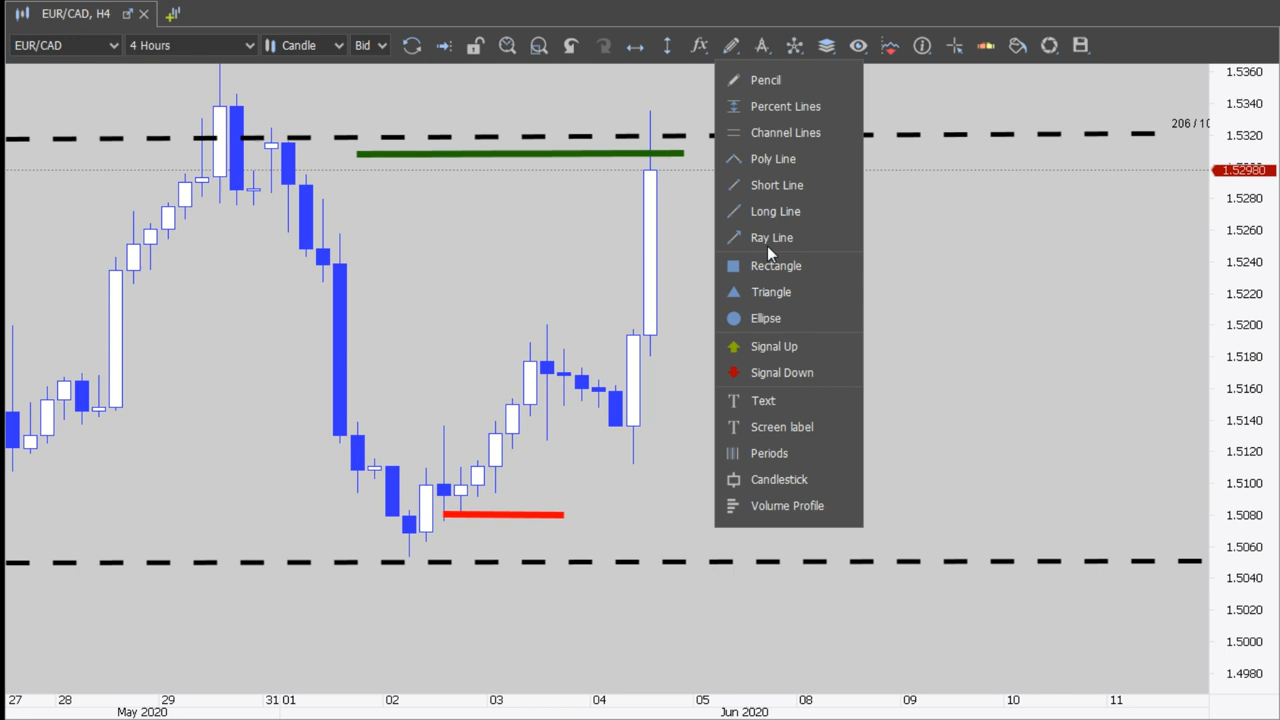 EUR/CAD, H4
EUR/CAD 4 Hours Candle Bid
Pencil
Percent Lines
Channel Lines
Poly Line
Short Line
Long Line
Ray Line
Rectangle
Triangle
Ellipse
Signal Up
Signal Down
Text
Screen label
Periods
Candlestick
Volume Profile
206 / 10
1.5360
1.5340
1.5320
1.52980
1.5280
1.5260
1.5240
1.5220
1.5200
1.5180
1.5160
1.5140
1.5120
1.5100
1.5080
1.5060
1.5040
1.5020
1.5000
1.4980
27 28 29 31 01 02 03 04 05 08 09 10 11
May 2020 Jun 2020